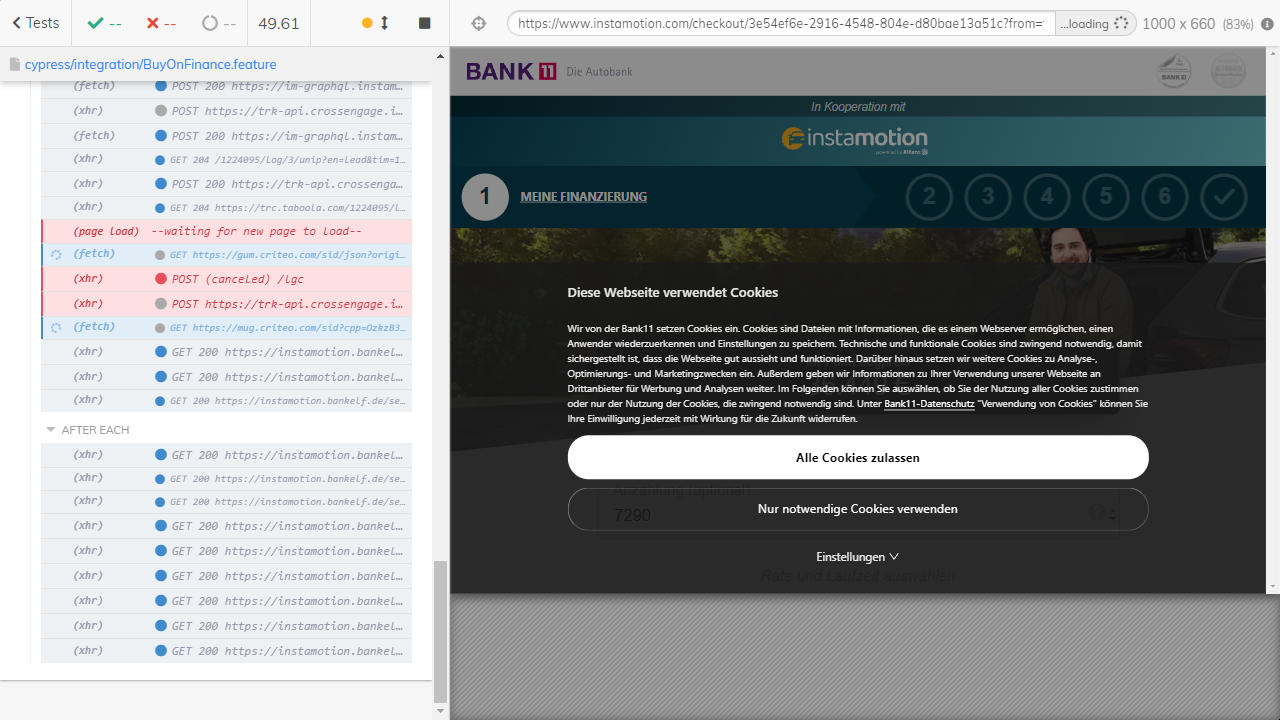 Tests
--
--
--
49.61
https://www.instamotion.com/checkout/3e54ef6e-2916-4548-804e-d80bae13a51c?from=
...loading
1000 x 660 (83%)
cypress/integration/BuyOnFinance.feature
(fetch) POST 200 https://im-graphql.instam...
(xhr) POST https://trk-api.crossengage.i...
(fetch) POST 200 https://im-graphql.instam...
(xhr) GET 204 /1224095/log/3/unip?en=lead&tim=1...
(xhr) POST 200 https://trk-api.crossenga...
(xhr) GET 204 https://trc.taboola.com/1224095/l...
(page load) --waiting for new page to load--
(fetch) GET https://gum.criteo.com/sid/json?origi...
(xhr) POST (canceled) /lgc
(xhr) POST https://trk-api.crossengage.i...
(fetch) GET https://mug.criteo.com/sid?cpp=OzkzB3...
(xhr) GET 200 https://instamotion.bankel...
(xhr) GET 200 https://instamotion.bankel...
(xhr) GET 200 https://instamotion.bankelf.de/se...
AFTER EACH
(xhr) GET 200 https://instamotion.bankel...
(xhr) GET 200 https://instamotion.bankelf.de/se...
(xhr) GET 200 https://instamotion.bankelf.de/se...
(xhr) GET 200 https://instamotion.bankel...
(xhr) GET 200 https://instamotion.bankel...
(xhr) GET 200 https://instamotion.bankel...
(xhr) GET 200 https://instamotion.bankel...
(xhr) GET 200 https://instamotion.bankel...
(xhr) GET 200 https://instamotion.bankel...
BANK 11 Die Autobank
In Kooperation mit
instamotion
powered by Allianz
1 MEINE FINANZIERUNG 2 3 4 5 6
Diese Webseite verwendet Cookies
Wir von der Bank11 setzen Cookies ein. Cookies sind Dateien mit Informationen, die es einem Webserver ermöglichen, einen
Anwender wiederzuerkennen und Einstellungen zu speichern. Technische und funktionale Cookies sind zwingend notwendig, damit
sichergestellt ist, dass die Webseite gut aussieht und funktioniert. Darüber hinaus setzen wir weitere Cookies zu Analyse-,
Optimierungs- und Marketingzwecken ein. Außerdem geben wir Informationen zu Ihrer Verwendung unserer Webseite an
Drittanbieter für Werbung und Analysen weiter. Im Folgenden können Sie auswählen, ob Sie der Nutzung aller Cookies zustimmen
oder nur der Nutzung der Cookies, die zwingend notwendig sind. Unter Bank11-Datenschutz "Verwendung von Cookies" können Sie
Ihre Einwilligung jederzeit mit Wirkung für die Zukunft widerrufen.
Alle Cookies zulassen
Anzahlung (optional)
7290
Nur notwendige Cookies verwenden
Einstellungen
Rate und Laufzeit auswählen